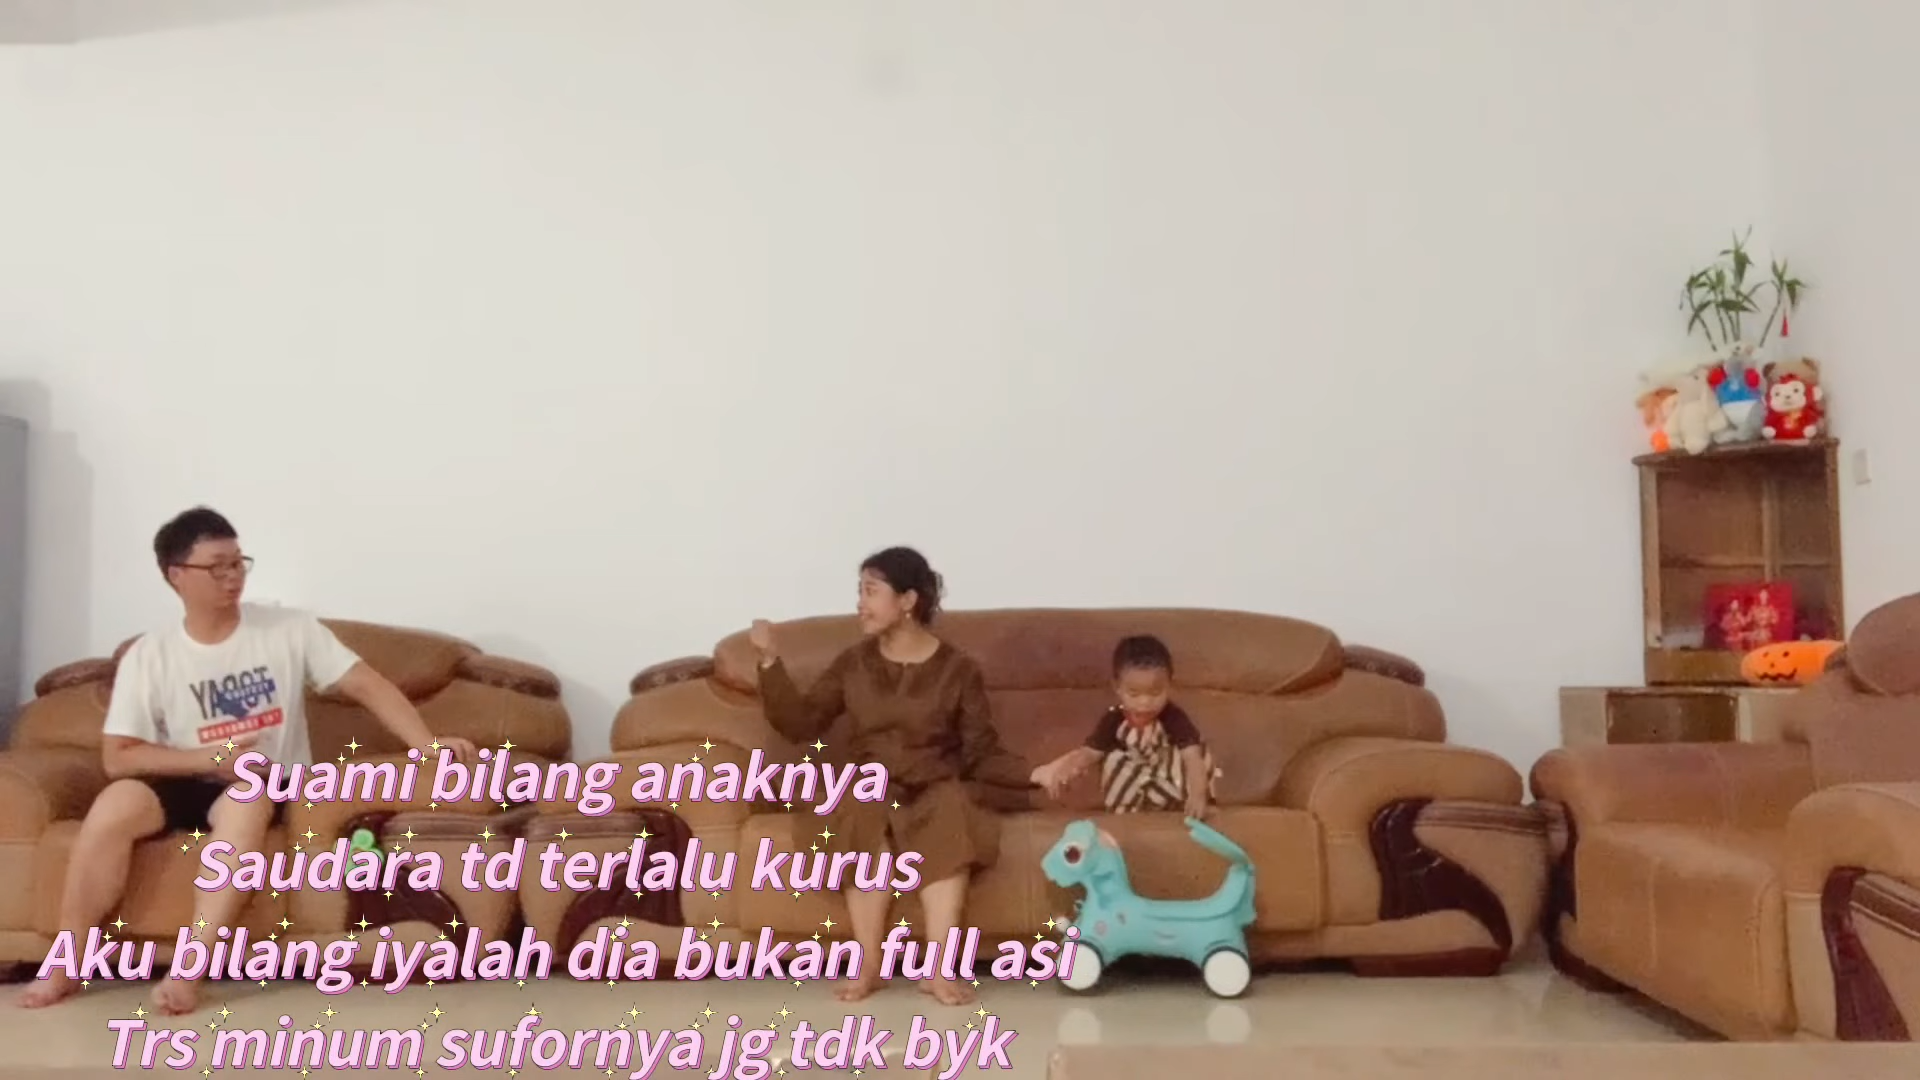 Suami bilang anaknya
Saudara td terlalu kurus
Aku bilang iyalah dia bukan full asi
Trs minum sufornya jg tdk byk